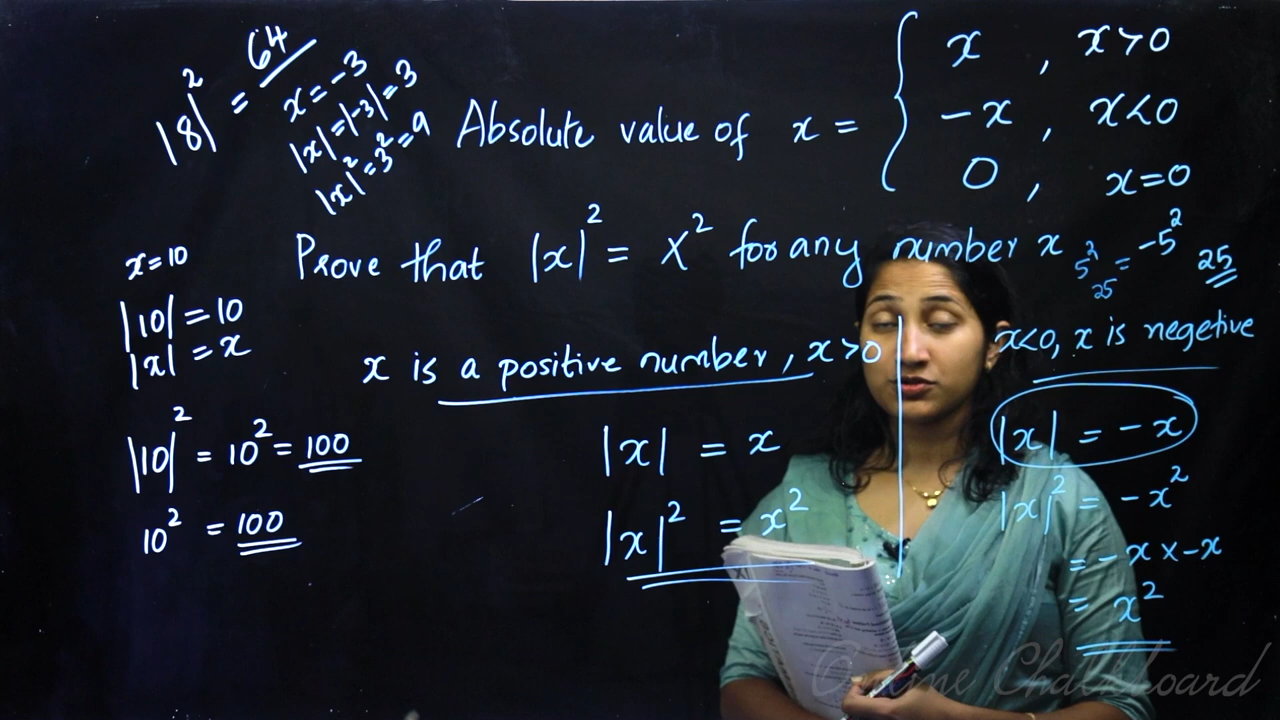 |8|² = 64
x = -3
|x| = |-3| = 3
|x|² = 3² = 9
Absolute value of x = { x , x>0
-x , x<0
0 , x=0
Prove that |x|² = X² for any number x
5² = -5² 25
25
x=10
|10| = 10
|x| = x
|10|² = 10² = 100
10² = 100
x is a positive number, x>0
|x| = x
|x|² = x²
x<0, x is negetive
|x| = -x
|x|² = -x²
= -x × -x
= x²
Online Chalkboard